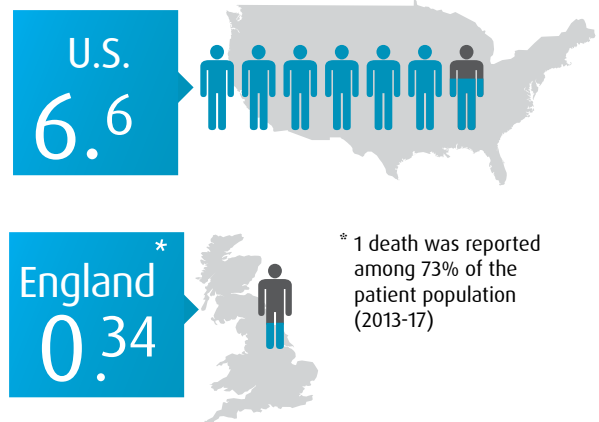 U.S.
6.6
England*
0.34
* 1 death was reported
among 73% of the
patient population
(2013-17)